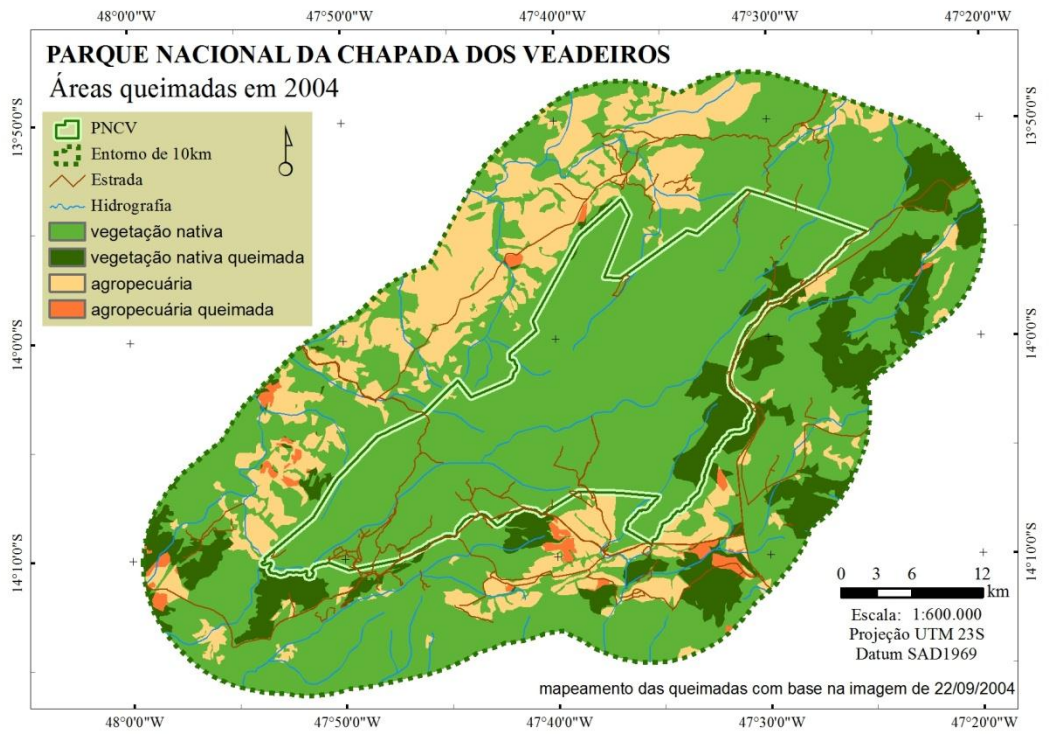 48°0'0"W 47°50'0"W 47°40'0"W 47°30'0"W 47°20'0"W
PARQUE NACIONAL DA CHAPADA DOS VEADEIROS
Áreas queimadas em 2004
PNCV
Entorno de 10km
Estrada
Hidrografia
vegetação nativa
vegetação nativa queimada
agropecuária
agropecuária queimada
13°50'0"S
14°0'0"S
14°10'0"S
13°50'0"S
14°0'0"S
14°10'0"S
0 3 6 12
km
Escala: 1:600.000
Projeção UTM 23S
Datum SAD1969
mapeamento das queimadas com base na imagem de 22/09/2004
48°0'0"W 47°50'0"W 47°40'0"W 47°30'0"W 47°20'0"W